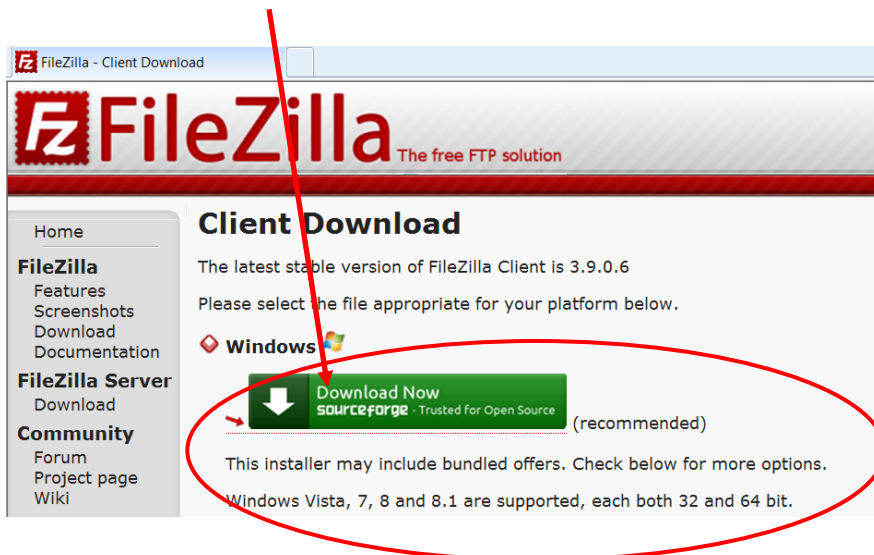 FileZilla - Client Download
Fz FileZilla The free FTP solution
Home
FileZilla
Features
Screenshots
Download
Documentation
FileZilla Server
Download
Community
Forum
Project page
Wiki
Client Download
The latest stable version of FileZilla Client is 3.9.0.6
Please select the file appropriate for your platform below.
Windows
Download Now
sourceforge - Trusted for Open Source
(recommended)
This installer may include bundled offers. Check below for more options.
Windows Vista, 7, 8 and 8.1 are supported, each both 32 and 64 bit.